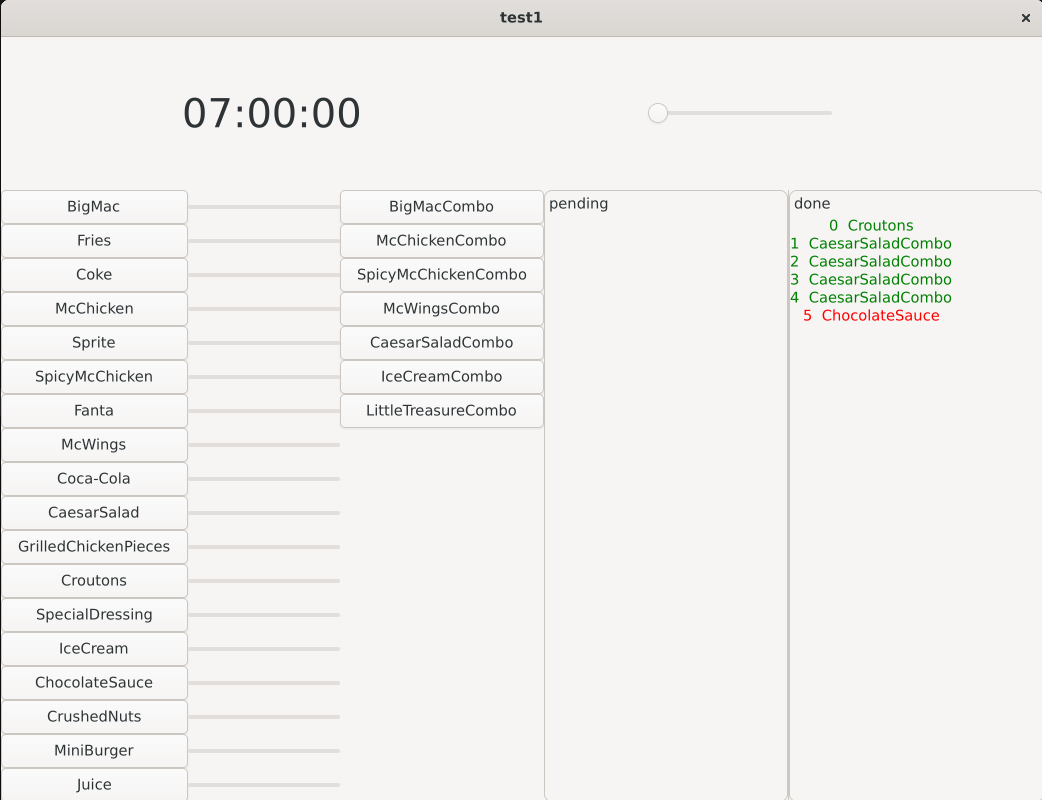 test1
07:00:00
BigMac
Fries
Coke
McChicken
Sprite
SpicyMcChicken
Fanta
McWings
Coca-Cola
CaesarSalad
GrilledChickenPieces
Croutons
SpecialDressing
IceCream
ChocolateSauce
CrushedNuts
MiniBurger
Juice
BigMacCombo
McChickenCombo
SpicyMcChickenCombo
McWingsCombo
CaesarSaladCombo
IceCreamCombo
LittleTreasureCombo
pending
done
0 Croutons
1 CaesarSaladCombo
2 CaesarSaladCombo
3 CaesarSaladCombo
4 CaesarSaladCombo
5 ChocolateSauce